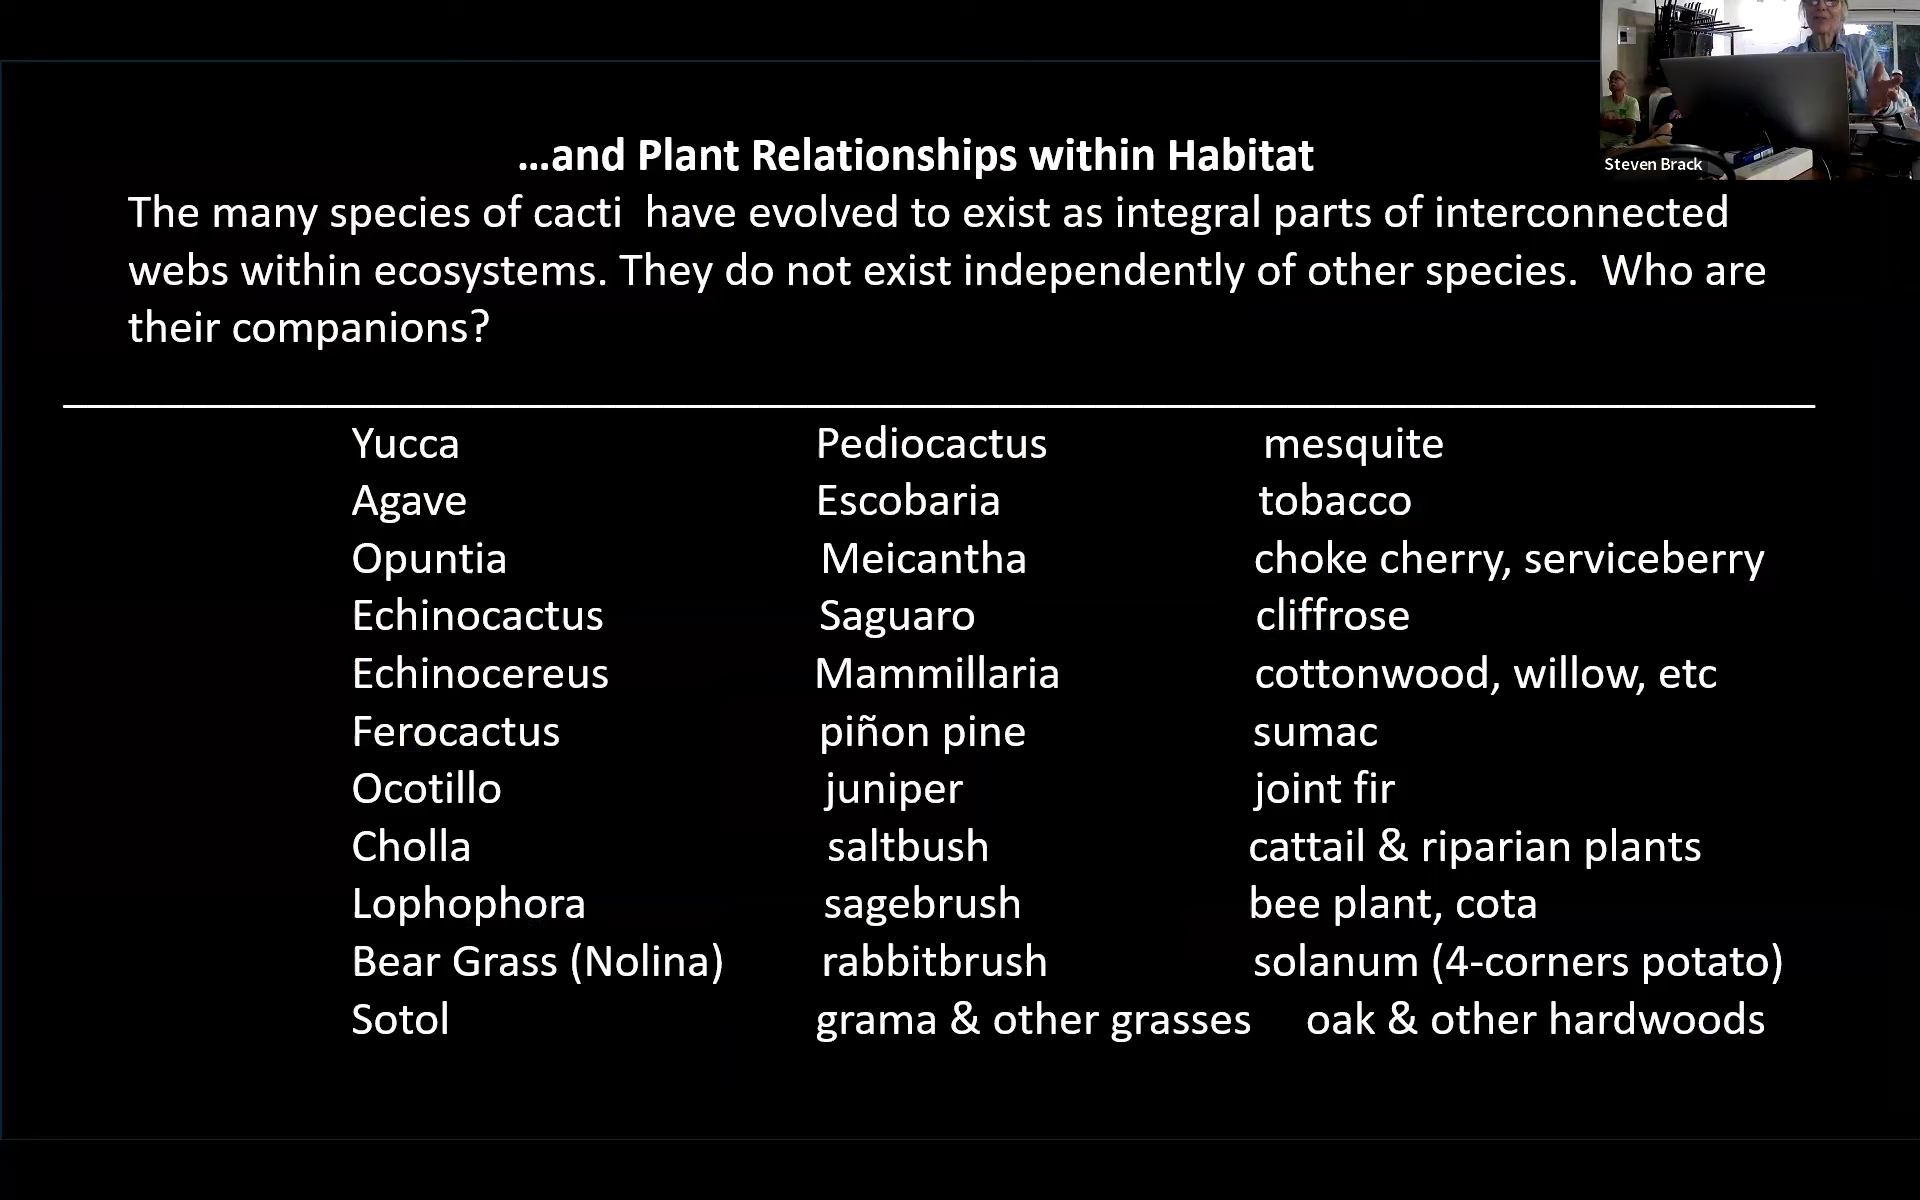 ...and Plant Relationships within Habitat
The many species of cacti have evolved to exist as integral parts of interconnected
webs within ecosystems. They do not exist independently of other species. Who are
their companions?
Steven Brack
Yucca Pediocactus mesquite
Agave Escobaria tobacco
Opuntia Meicantha choke cherry, serviceberry
Echinocactus Saguaro cliffrose
Echinocereus Mammillaria cottonwood, willow, etc
Ferocactus piñon pine sumac
Ocotillo juniper joint fir
Cholla saltbush cattail & riparian plants
Lophophora sagebrush bee plant, cota
Bear Grass (Nolina) rabbitbrush solanum (4-corners potato)
Sotol grama & other grasses oak & other hardwoods